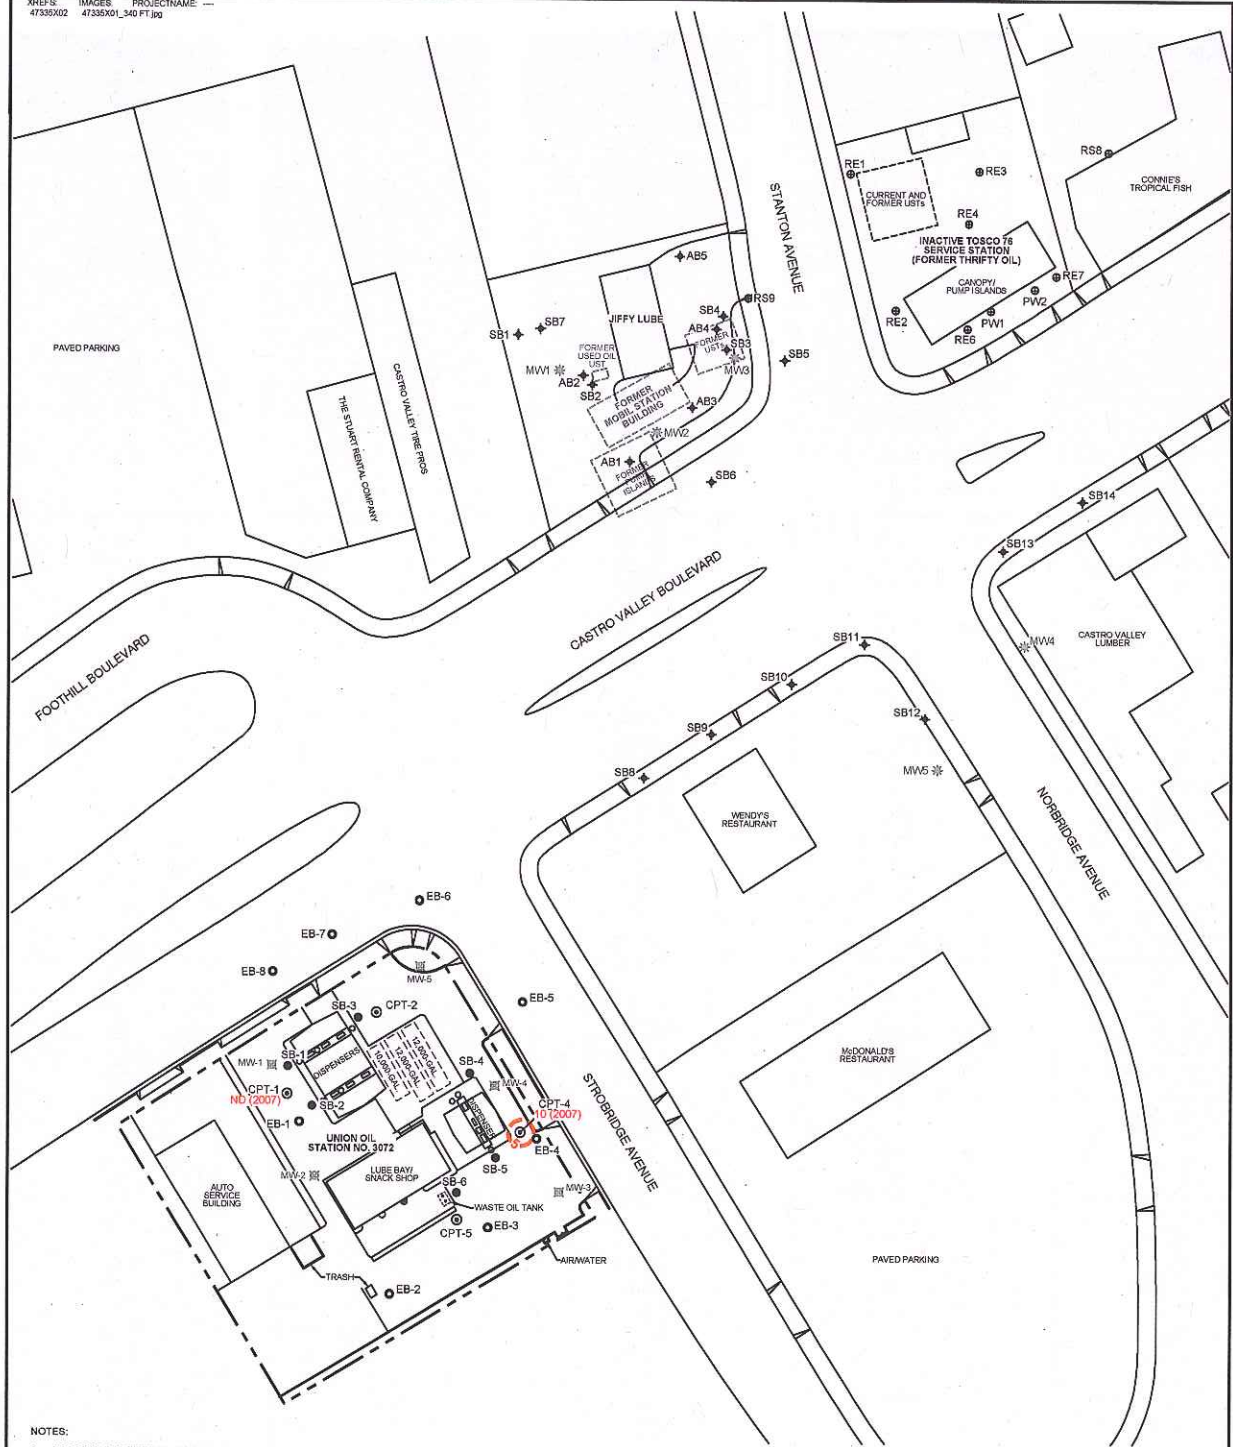 XREFS: IMAGES: PROJECTNAME: ----
47335X02 47335X01_340 FT.jpg
PAVED PARKING
THE STUART RENTAL COMPANY
CASTRO VALLEY TIRE PROS
STANTON AVENUE
RE1
RE3
RS8
CONNIE'S
TROPICAL FISH
CURRENT AND
FORMER USTs
RE4
INACTIVE TOSCO 76
SERVICE STATION
(FORMER THRIFTY OIL)
CANOPY/
PUMP ISLANDS
RE7
PW2
PW1
RE2
RE6
AB5
RS9
JIFFY LUBE
SB4
AB4
FORMER
USTs
SB3
MW3
SB5
SB1
SB7
FORMER
USED OIL
UST
MW1
AB2
SB2
FORMER
MOBIL STATION
BUILDING
AB3
MW2
AB1
FORMER
PUMP
ISLANDS
SB6
SB14
SB13
CASTRO VALLEY BOULEVARD
FOOTHILL BOULEVARD
CASTRO VALLEY
LUMBER
MW4
SB11
SB10
SB9
SB8
SB12
MW5
WENDY'S
RESTAURANT
NORBRIDGE AVENUE
EB-6
EB-7
EB-8
MW-5
EB-5
SB-3
CPT-2
MW-1
SB-1
DISPENSERS
10,000-GAL.
12,000-GAL.
12,000-GAL.
SB-4
MW-4
CPT-1
ND (2007)
SB-2
EB-1
DISPENSER
CPT-4
10 (2007)
5
EB-4
UNION OIL
STATION NO. 3072
STROBRIDGE AVENUE
McDONALD'S
RESTAURANT
MW-2
LUBE BAY/
SNACK SHOP
SB-5
SB-6
MW-3
AUTO
SERVICE
BUILDING
WASTE OIL TANK
CPT-5
EB-3
AIR/WATER
TRASH
EB-2
PAVED PARKING
NOTES: